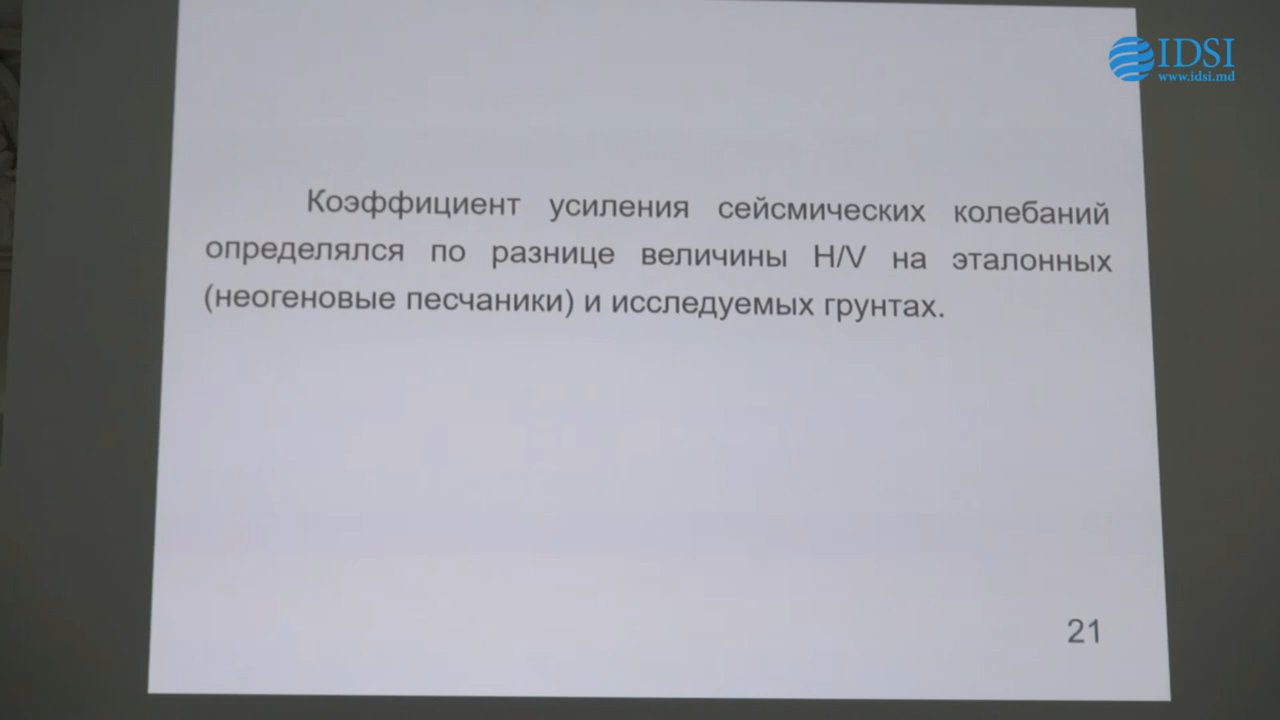 IDSI
www.idsi.md
Коэффициент усиления сейсмических колебаний
определялся по разнице величины H/V на эталонных
(неогеновые песчаники) и исследуемых грунтах.
21